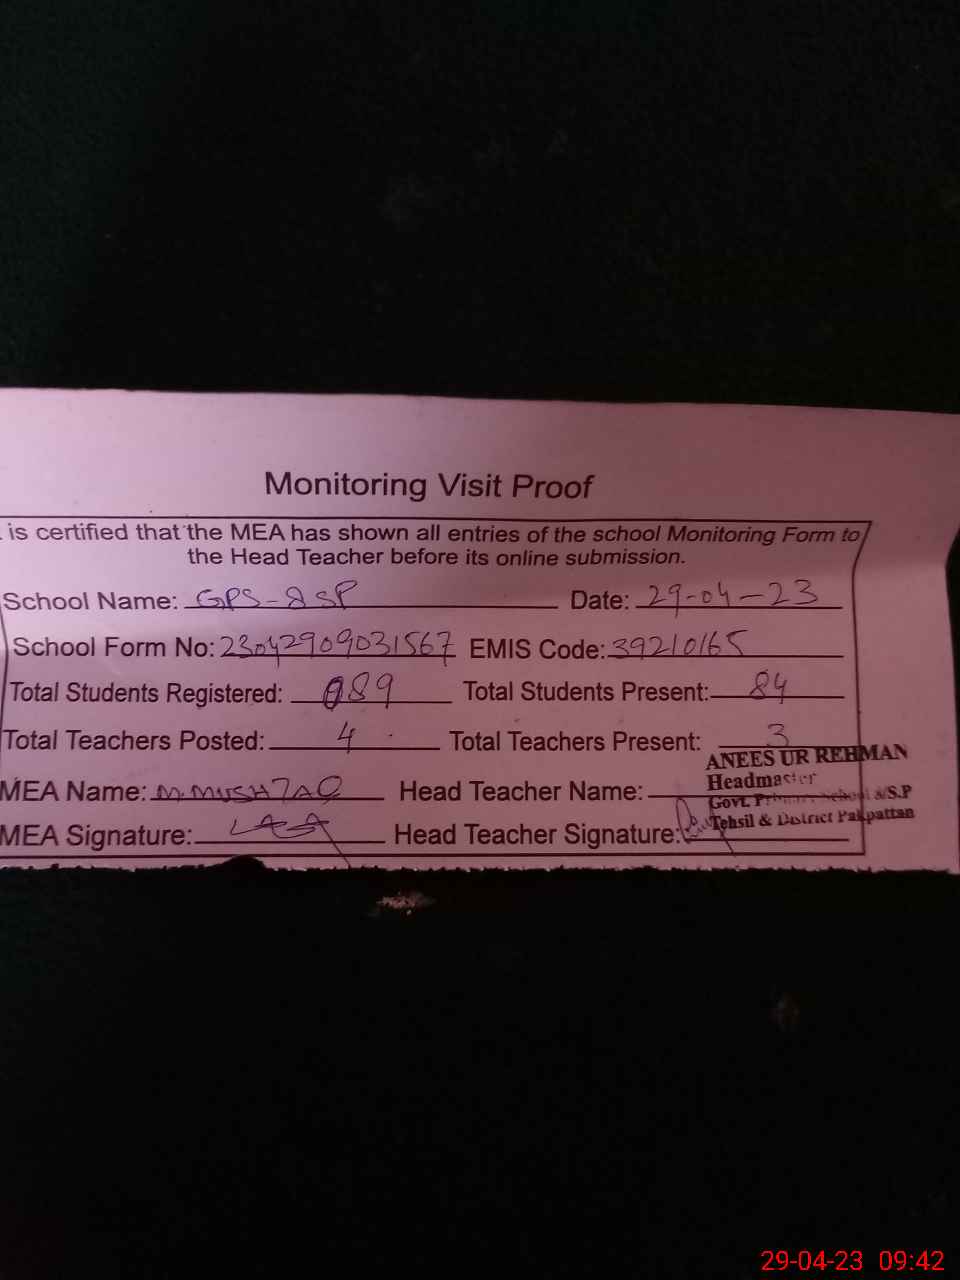 Monitoring Visit Proof
is certified that the MEA has shown all entries of the school Monitoring Form to
the Head Teacher before its online submission.
School Name: GPS-8SP Date: 29-04-23
School Form No: 23042909031567 EMIS Code: 39210165
Total Students Registered: 089 Total Students Present: 84
Total Teachers Posted: 4 Total Teachers Present: 3
ANEES UR REHMAN
Headmaster
MEA Name: M.MUSHTAQ Head Teacher Name:
Govt. Primary School 8/S.P
Tehsil & District Pakpattan
MEA Signature: Head Teacher Signature:
29-04-23 09:42